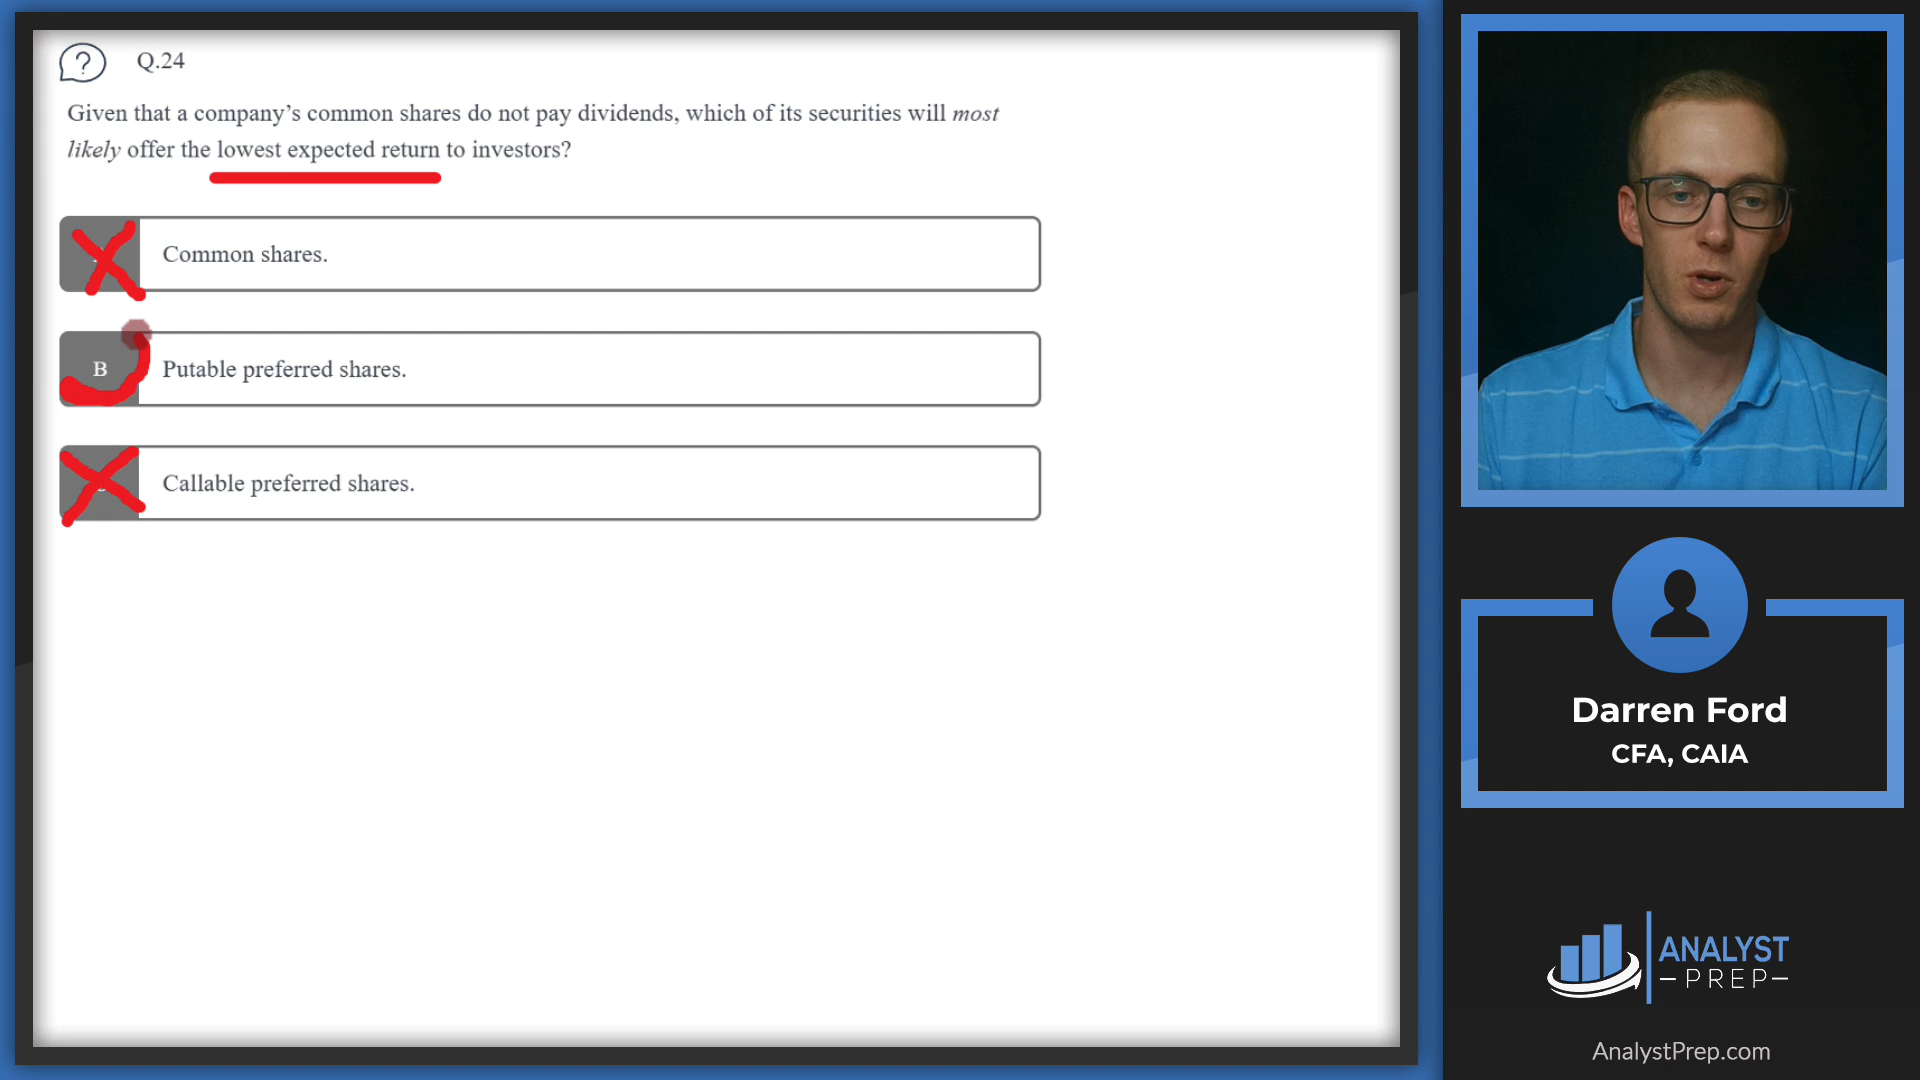 Q.24
Given that a company's common shares do not pay dividends, which of its securities will most
likely offer the lowest expected return to investors?
Common shares.
B
Putable preferred shares.
Callable preferred shares.
Darren Ford
CFA, CAIA
ANALYST
PREP
AnalystPrep.com